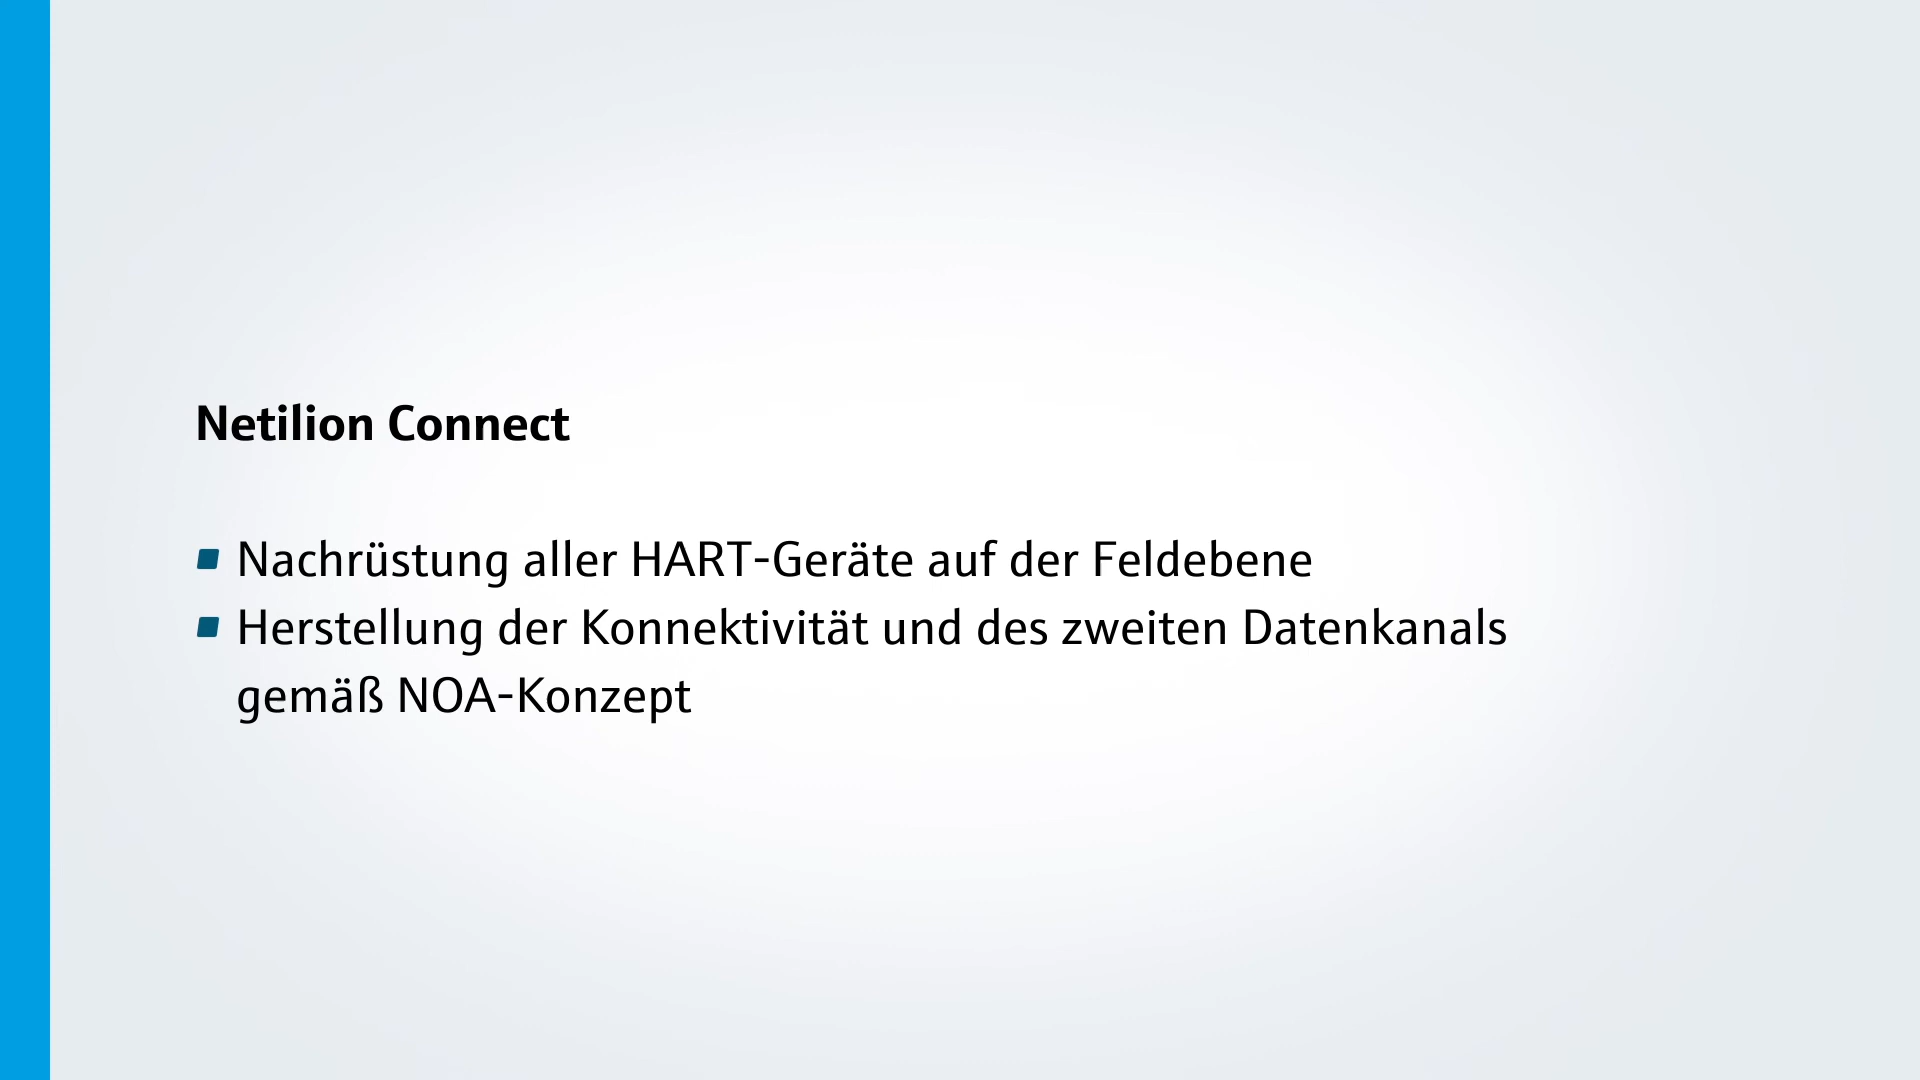 Netilion Connect
Nachrüstung aller HART-Geräte auf der Feldebene
Herstellung der Konnektivität und des zweiten Datenkanals
gemäß NOA-Konzept